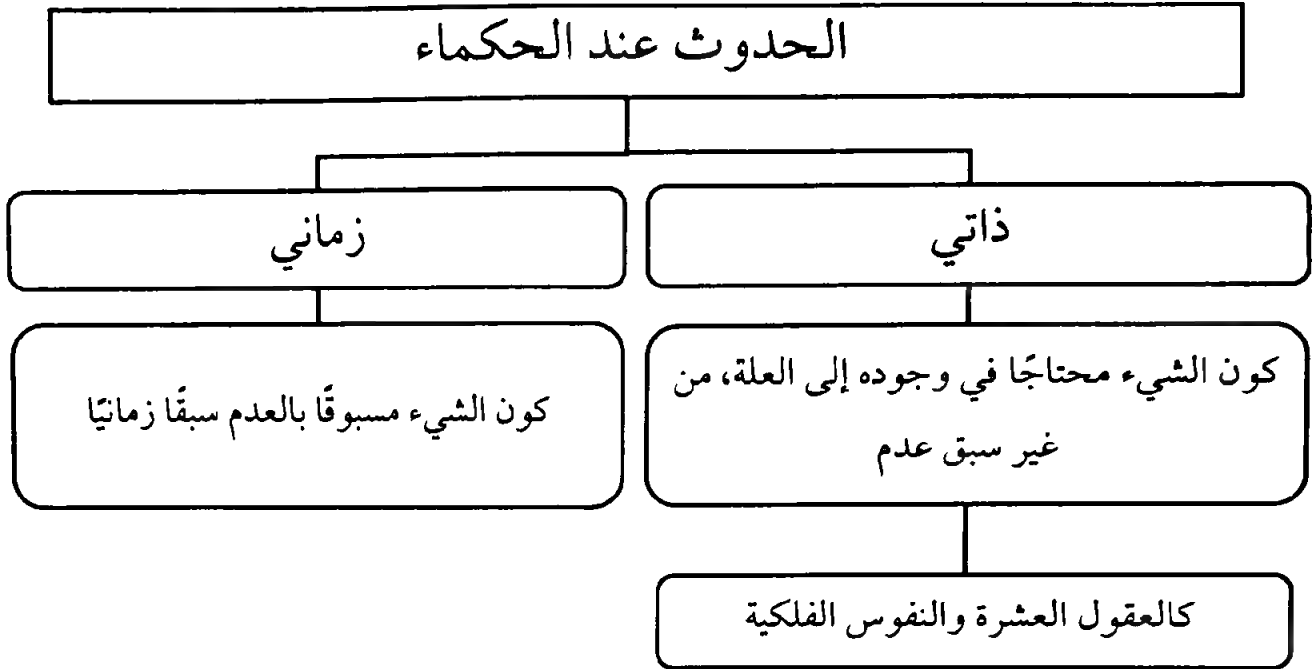 الحدوث عند الحكماء
ذاتي
زماني
كون الشيء محتاجًا في وجوده إلى العلة، من
غير سبق عدم
كون الشيء مسبوقًا بالعدم سبقًا زمانيًا
كالعقول العشرة والنفوس الفلكية